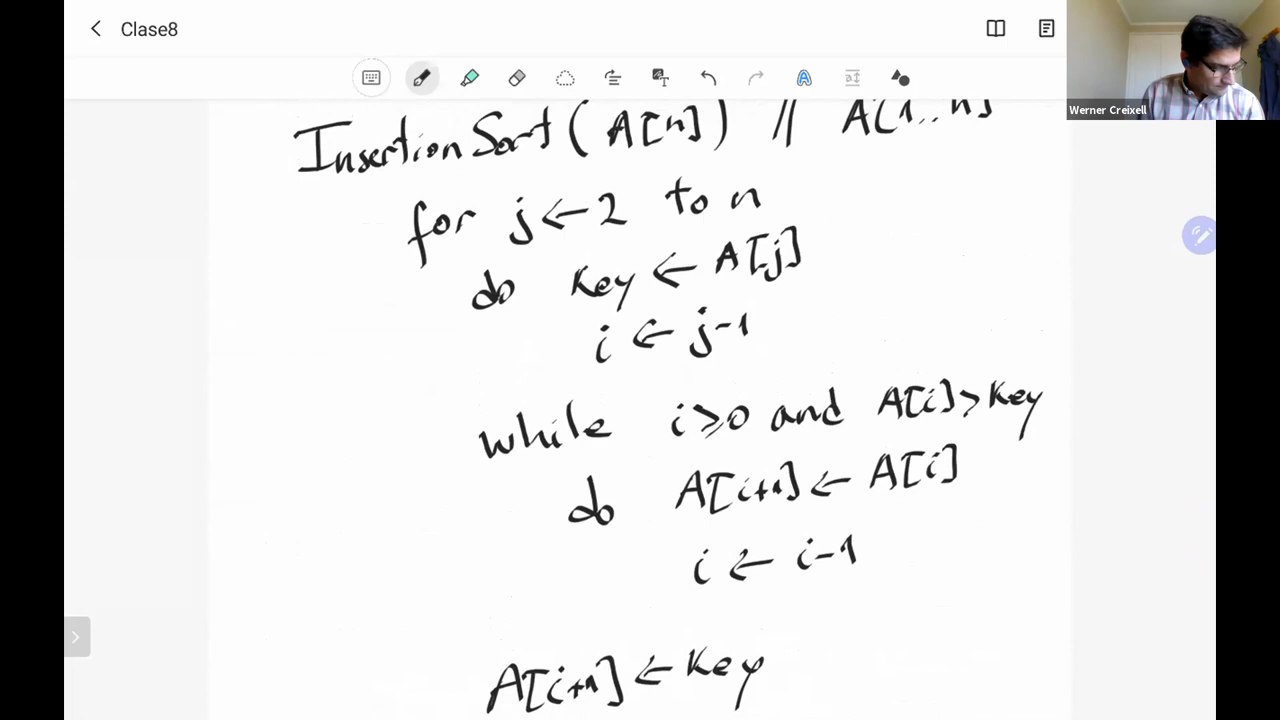 Clase8
Werner Creixell
InsertionSort(A[n]) // A[1..n]
for j ← 2 to n
do Key ← A[j]
i ← j-1
while i ≥ 0 and A[i] > Key
do A[i+1] ← A[i]
i ← i-1
A[i+1] ← Key